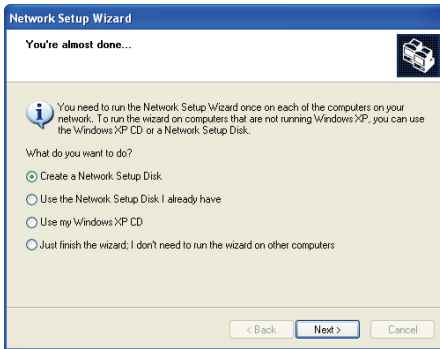 Network Setup Wizard
You're almost done...
You need to run the Network Setup Wizard once on each of the computers on your
network. To run the wizard on computers that are not running Windows XP, you can use
the Windows XP CD or a Network Setup Disk.
What do you want to do?
Create a Network Setup Disk
Use the Network Setup Disk I already have
Use my Windows XP CD
Just finish the wizard; I don't need to run the wizard on other computers
< Back Next > Cancel